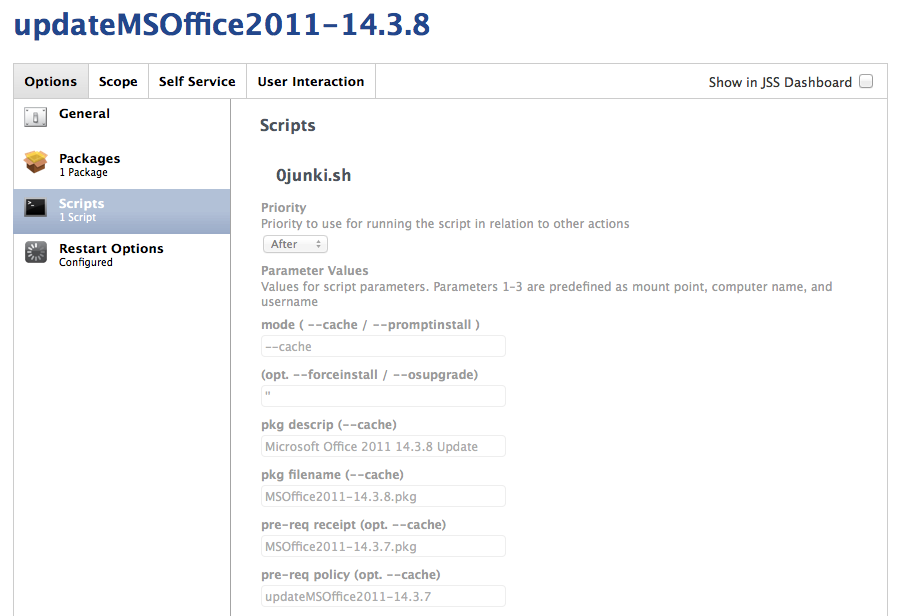 updateMSOffice2011-14.3.8
Options
Scope
Self Service
User Interaction
Show in JSS Dashboard
General
Packages
1 Package
Scripts
1 Script
Restart Options
Configured
Scripts
0junki.sh
Priority
Priority to use for running the script in relation to other actions
After
Parameter Values
Values for script parameters. Parameters 1-3 are predefined as mount point, computer name, and
username
mode ( --cache / --promptinstall )
--cache
(opt. --forceinstall / --osupgrade)
"
pkg descrip (--cache)
Microsoft Office 2011 14.3.8 Update
pkg filename (--cache)
MSOffice2011-14.3.8.pkg
pre-req receipt (opt. --cache)
MSOffice2011-14.3.7.pkg
pre-req policy (opt. --cache)
updateMSOffice2011-14.3.7